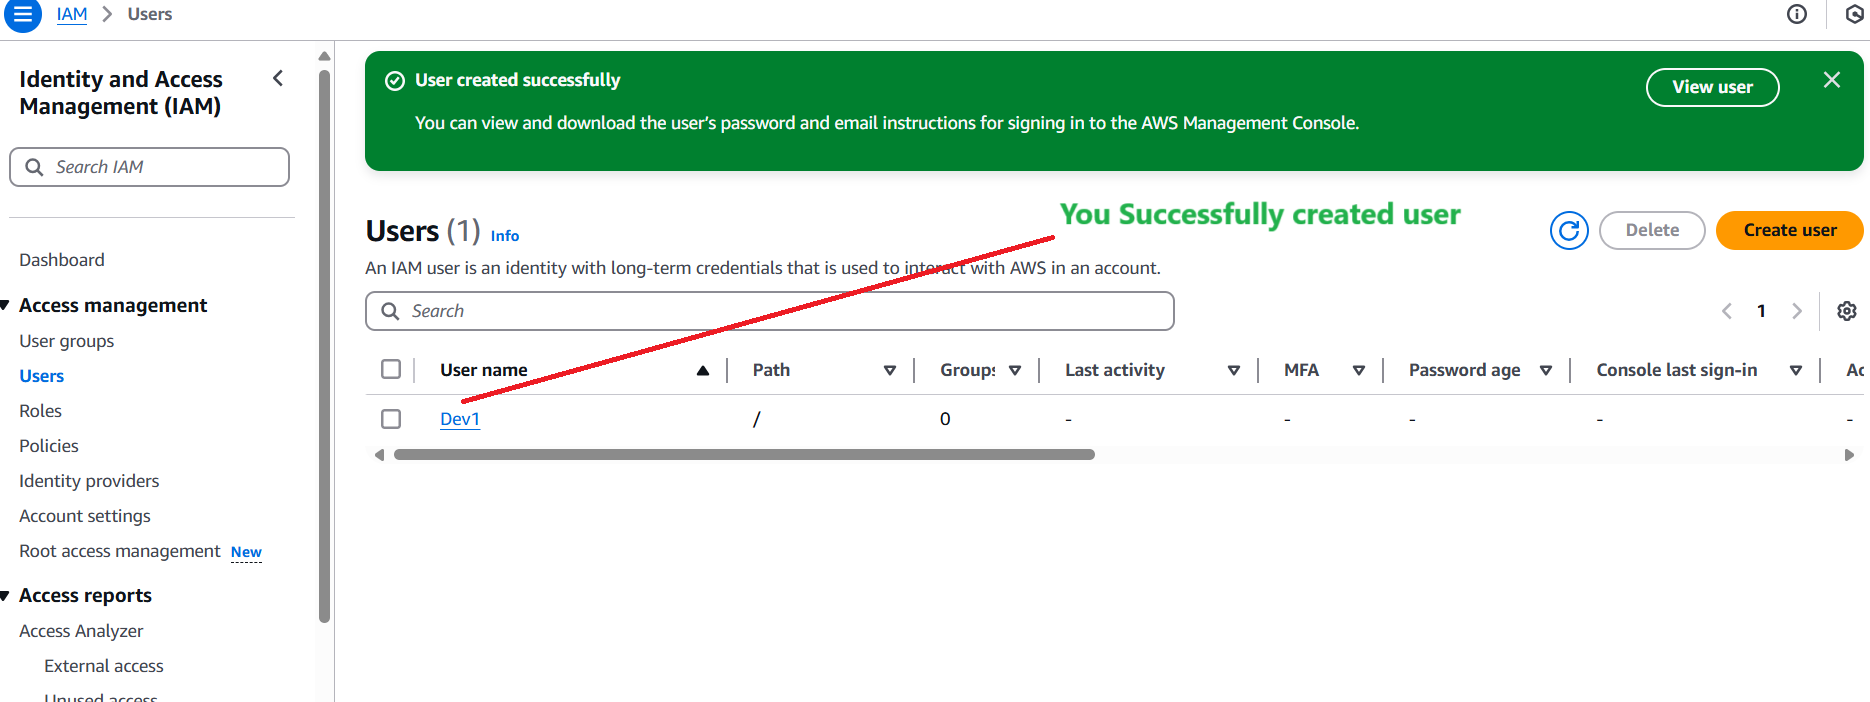 IAM > Users
Identity and Access
Management (IAM)
Search IAM
Dashboard
Access management
User groups
Users
Roles
Policies
Identity providers
Account settings
Root access management New
Access reports
Access Analyzer
External access
Unused access
User created successfully
You can view and download the user's password and email instructions for signing in to the AWS Management Console.
View user
You Successfully created user
Users (1) Info
Delete
Create user
An IAM user is an identity with long-term credentials that is used to interact with AWS in an account.
Search
1
User name Path Groups Last activity MFA Password age Console last sign-in Ac
Dev1 / 0 - - - - -